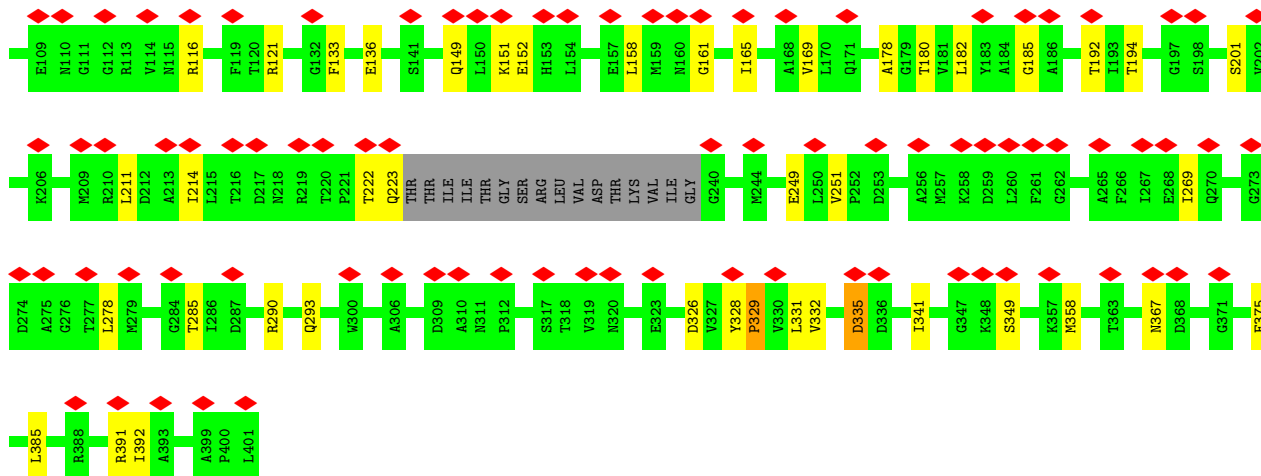 E109 N110 G111 G112 R113 V114 N115 R116 F119 T120 R121 G132 F133 E136 S141 Q149 L150 K151 E152 H153 L154 E157 L158 M159 N160 G161 I165 A168 V169 L170 Q171 A178 G179 T180 V181 L182 Y183 A184 G185 A186 T192 I193 T194 G197 S198 S201 V202
K206 M209 R210 L211 D212 A213 I214 L215 T216 D217 N218 R219 T220 P221 T222 Q223 THR THR ILE ILE THR GLY SER ARG LEU VAL ASP THR LYS VAL ILE GLY G240 M244 E249 L250 V251 P252 D253 A256 M257 K258 D259 L260 F261 G262 A265 F266 I267 E268 I269 Q270 G273
D274 A275 G276 T277 L278 M279 G284 T285 I286 D287 R290 Q293 W300 A306 D309 A310 N311 P312 S317 T318 V319 N320 E323 D326 V327 Y328 P329 V330 L331 V332 D335 D336 I341 G347 K348 S349 K357 M358 T363 N367 D368 G371
L385 R388 R391 I392 A393 A399 P400 L401